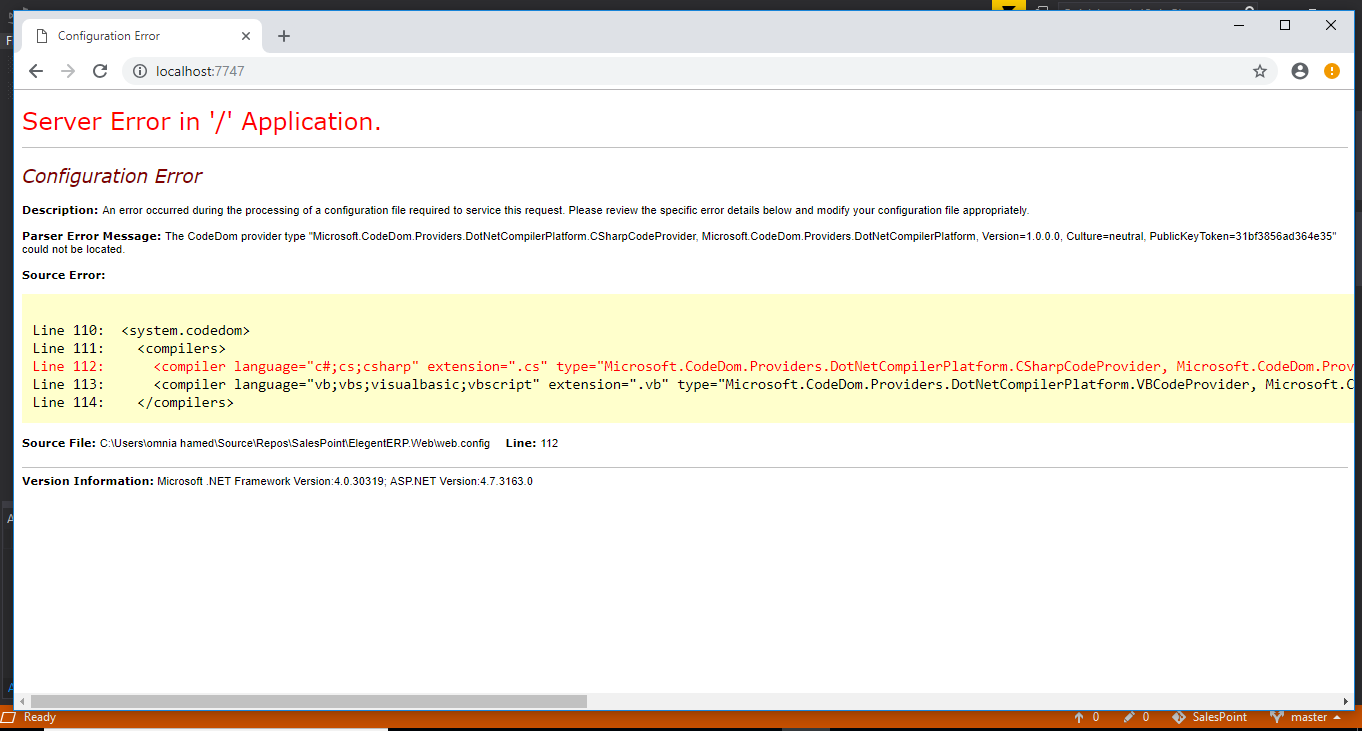 Configuration Error
localhost:7747
Server Error in '/' Application.
Configuration Error
Description: An error occurred during the processing of a configuration file required to service this request. Please review the specific error details below and modify your configuration file appropriately.
Parser Error Message: The CodeDom provider type "Microsoft.CodeDom.Providers.DotNetCompilerPlatform.CSharpCodeProvider, Microsoft.CodeDom.Providers.DotNetCompilerPlatform, Version=1.0.0.0, Culture=neutral, PublicKeyToken=31bf3856ad364e35"
could not be located.
Source Error:
Line 110:  <system.codedom>
Line 111:    <compilers>
Line 112:      <compiler language="c#;cs;csharp" extension=".cs" type="Microsoft.CodeDom.Providers.DotNetCompilerPlatform.CSharpCodeProvider, Microsoft.CodeDom.Prov
Line 113:      <compiler language="vb;vbs;visualbasic;vbscript" extension=".vb" type="Microsoft.CodeDom.Providers.DotNetCompilerPlatform.VBCodeProvider, Microsoft.C
Line 114:    </compilers>
Source File: C:\Users\omnia hamed\Source\Repos\SalesPoint\ElegentERP.Web\web.config    Line: 112
Version Information: Microsoft .NET Framework Version:4.0.30319; ASP.NET Version:4.7.3163.0
Ready 0 0 SalesPoint master